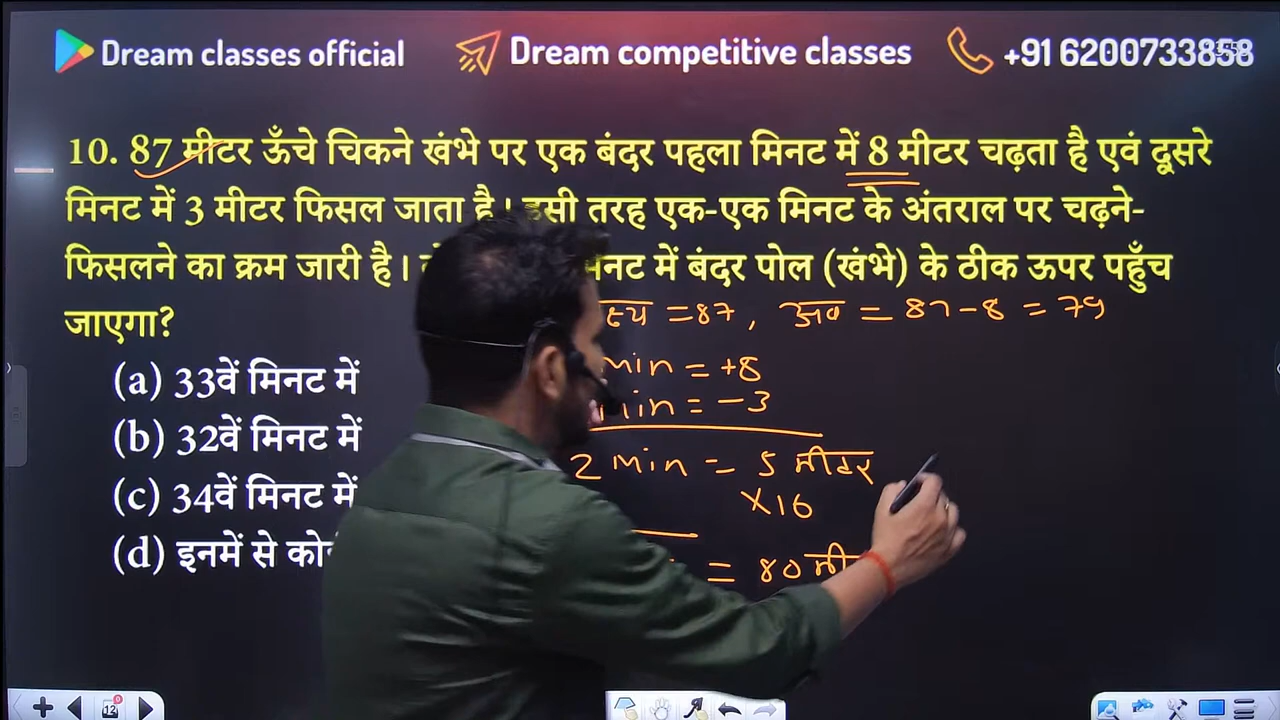 Dream classes official Dream competitive classes +91 6200733858
10. 87 मीटर ऊँचे चिकने खंभे पर एक बंदर पहला मिनट में 8 मीटर चढ़ता है एवं दूसरे
मिनट में 3 मीटर फिसल जाता है। इसी तरह एक-एक मिनट के अंतराल पर चढ़ने-
फिसलने का क्रम जारी है। मिनट में बंदर पोल (खंभे) के ठीक ऊपर पहुँच
जाएगा?
= 87, अब = 87-8 = 79
(a) 33वें मिनट में
min = +8
min = -3
(b) 32वें मिनट में
2 min = 5 मीटर
(c) 34वें मिनट में
X16
(d) इनमें से
= 80 मी
12